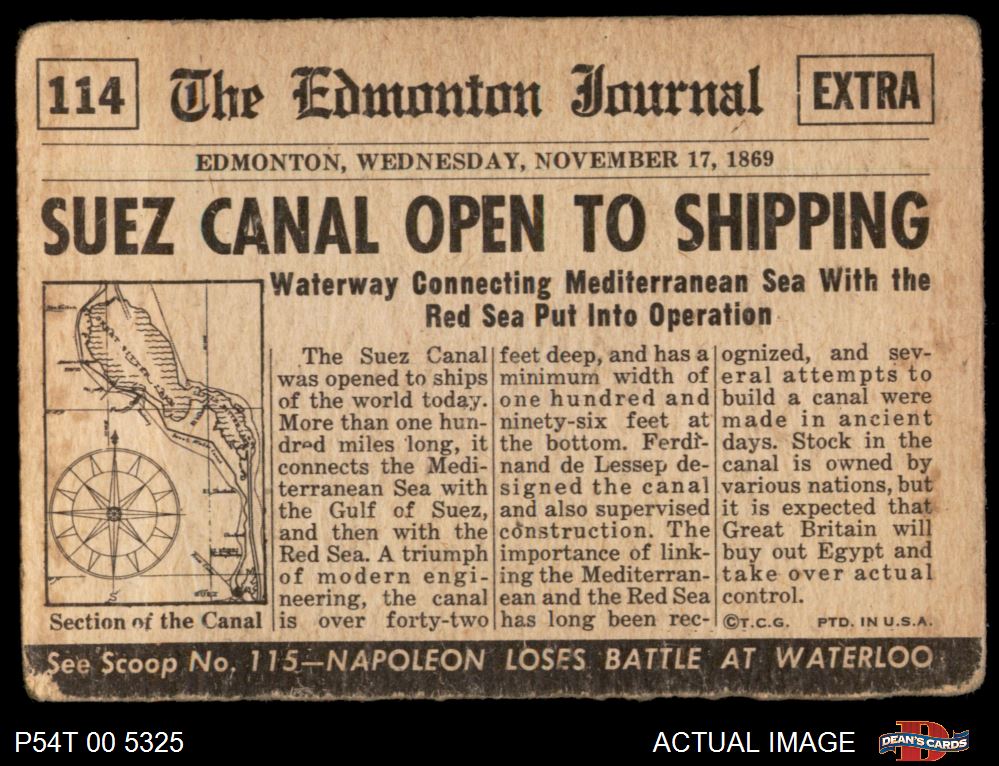 114 The Edmonton Journal EXTRA
EDMONTON, WEDNESDAY, NOVEMBER 17, 1869
SUEZ CANAL OPEN TO SHIPPING
Waterway Connecting Mediterranean Sea With the
Red Sea Put Into Operation
S
SUEZ
Section of the Canal
The Suez Canal
was opened to ships
of the world today.
More than one hun-
dred miles long, it
connects the Medi-
terranean Sea with
the Gulf of Suez,
and then with the
Red Sea. A triumph
of modern engi-
neering, the canal
is over forty-two
feet deep, and has a
minimum width of
one hundred and
ninety-six feet at
the bottom. Ferdi-
nand de Lessep de-
signed the canal
and also supervised
construction. The
importance of link-
ing the Mediterran-
ean and the Red Sea
has long been rec-
ognized, and sev-
eral attempts to
build a canal were
made in ancient
days. Stock in the
canal is owned by
various nations, but
it is expected that
Great Britain will
buy out Egypt and
take over actual
control.
©T.C.G. PTD. IN U.S.A.
See Scoop No. 115—NAPOLEON LOSES BATTLE AT WATERLOO
P54T 00 5325
ACTUAL IMAGE
DEAN'S CARDS